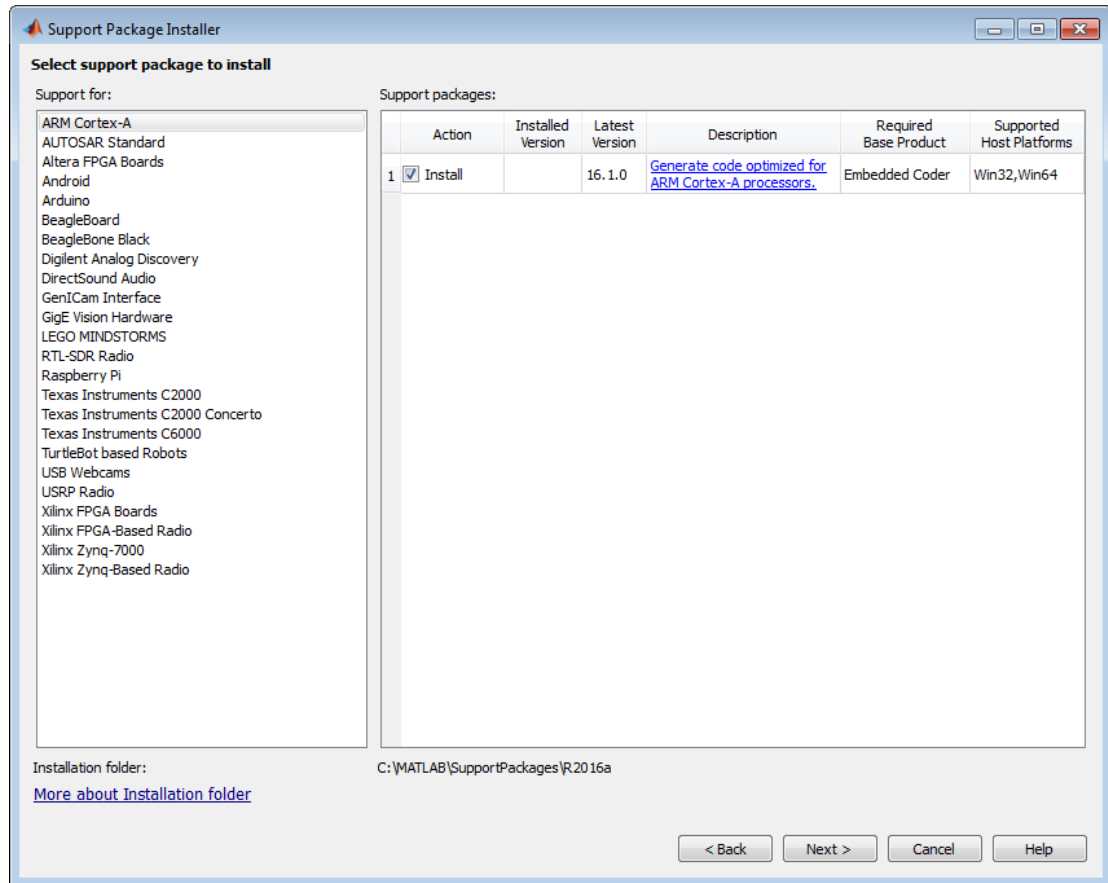 Support Package Installer
Select support package to install
Support for:
ARM Cortex-A
AUTOSAR Standard
Altera FPGA Boards
Android
Arduino
BeagleBoard
BeagleBone Black
Digilent Analog Discovery
DirectSound Audio
GenICam Interface
GigE Vision Hardware
LEGO MINDSTORMS
RTL-SDR Radio
Raspberry Pi
Texas Instruments C2000
Texas Instruments C2000 Concerto
Texas Instruments C6000
TurtleBot based Robots
USB Webcams
USRP Radio
Xilinx FPGA Boards
Xilinx FPGA-Based Radio
Xilinx Zynq-7000
Xilinx Zynq-Based Radio
Support packages:
Action
Installed
Version
Latest
Version
Description
Required
Base Product
Supported
Host Platforms
1
Install
16.1.0
Generate code optimized for
ARM Cortex-A processors.
Embedded Coder
Win32,Win64
Installation folder:
C:\MATLAB\SupportPackages\R2016a
More about Installation folder
< Back
Next >
Cancel
Help